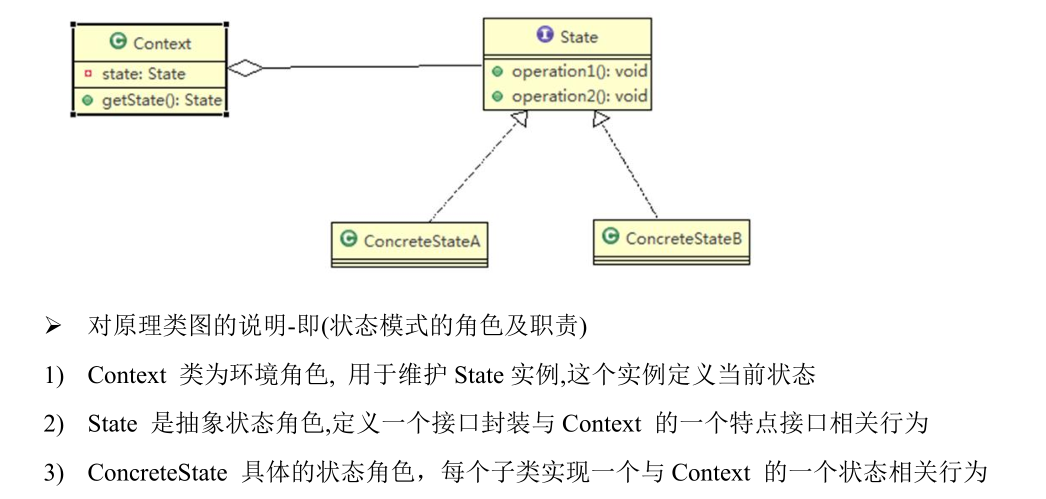 C Context
state: State
getState(): State
I State
operation1(): void
operation2(): void
C ConcreteStateA
C ConcreteStateB
➢ 对原理类图的说明-即(状态模式的角色及职责)
1) Context 类为环境角色, 用于维护 State 实例,这个实例定义当前状态
2) State 是抽象状态角色,定义一个接口封装与 Context 的一个特点接口相关行为
3) ConcreteState 具体的状态角色，每个子类实现一个与 Context 的一个状态相关行为